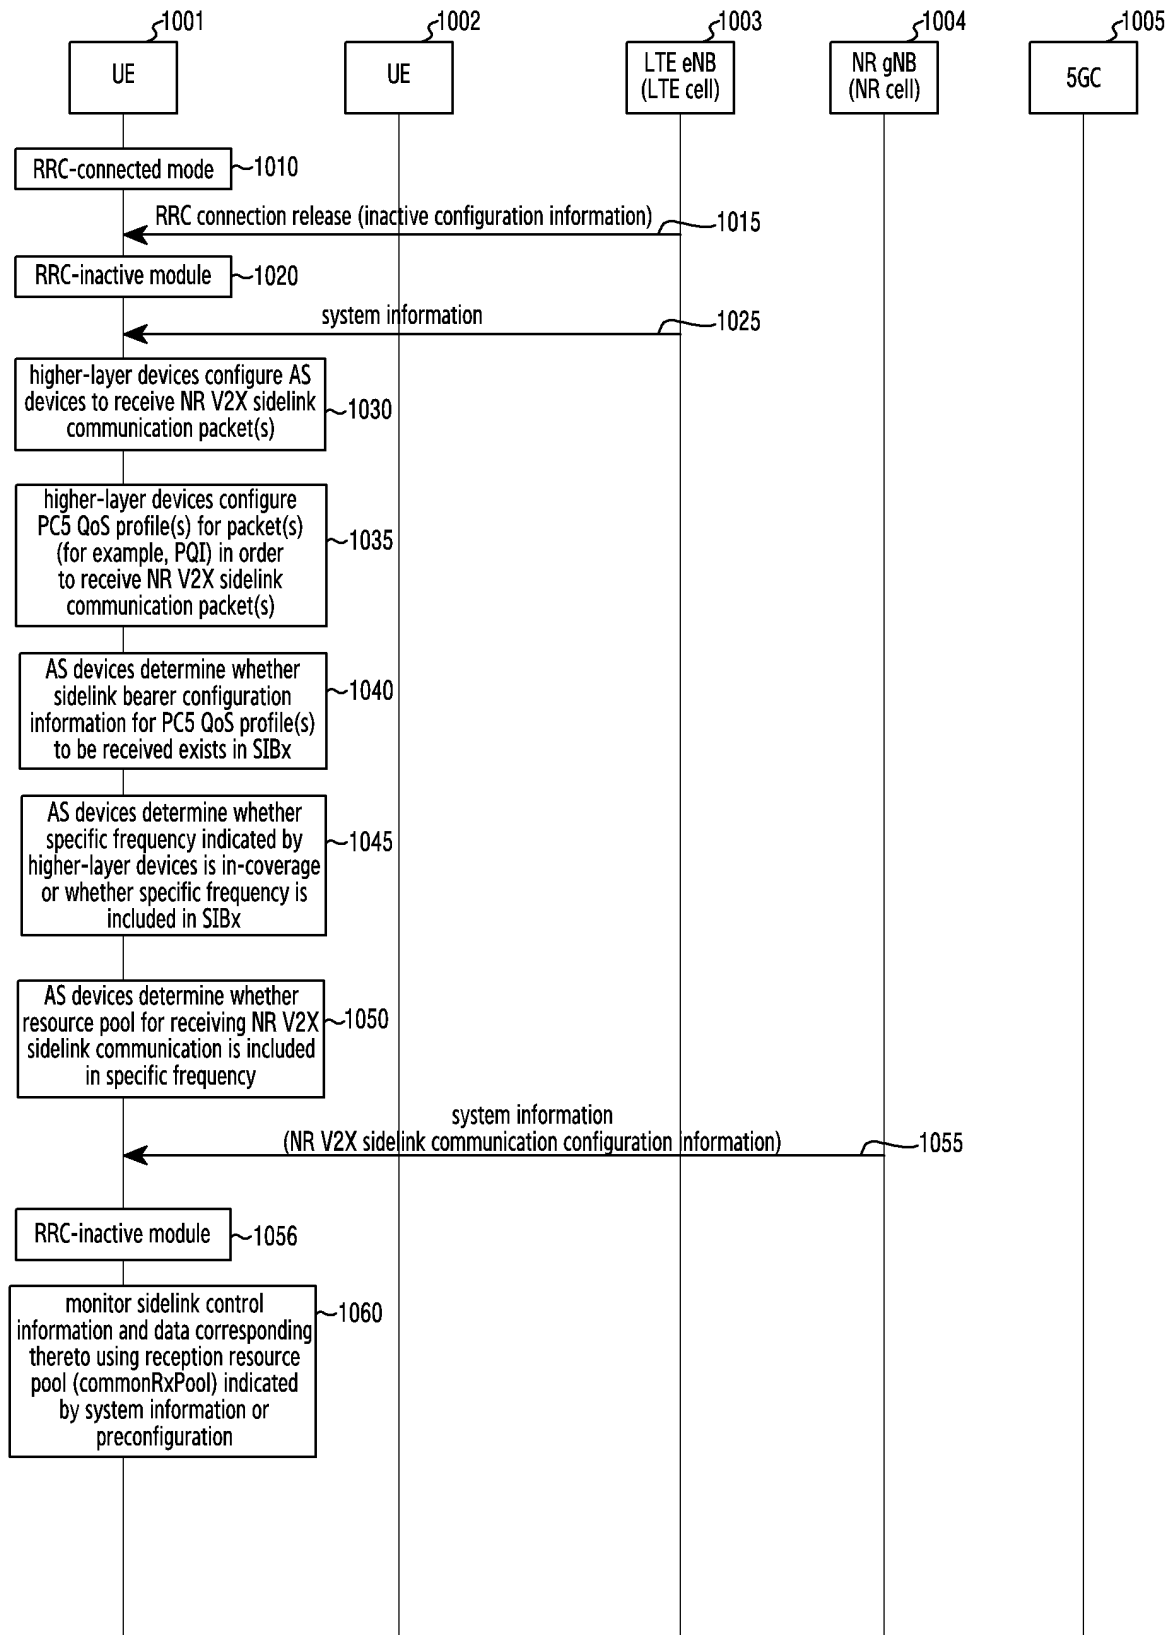 1001
1002
1003
1004
1005
UE
UE
LTE eNB
(LTE cell)
NR gNB
(NR cell)
5GC
RRC-connected mode
1010
RRC connection release (inactive configuration information)
1015
RRC-inactive module
1020
system information
1025
higher-layer devices configure AS
devices to receive NR V2X sidelink
communication packet(s)
1030
higher-layer devices configure
PC5 QoS profile(s) for packet(s)
(for example, PQI) in order
to receive NR V2X sidelink
communication packet(s)
1035
AS devices determine whether
sidelink bearer configuration
information for PC5 QoS profile(s)
to be received exists in SIBx
1040
AS devices determine whether
specific frequency indicated by
higher-layer devices is in-coverage
or whether specific frequency is
included in SIBx
1045
AS devices determine whether
resource pool for receiving NR V2X
sidelink communication is included
in specific frequency
1050
system information
(NR V2X sidelink communication configuration information)
1055
RRC-inactive module
1056
monitor sidelink control
information and data corresponding
thereto using reception resource
pool (commonRxPool) indicated
by system information or
preconfiguration
1060